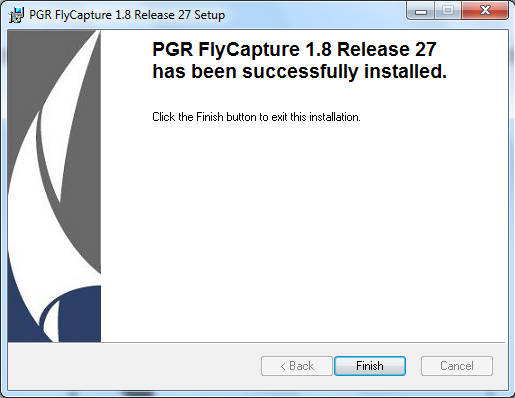 PGR FlyCapture 1.8 Release 27 Setup
PGR FlyCapture 1.8 Release 27
has been successfully installed.
Click the Finish button to exit this installation.
< Back
Finish
Cancel